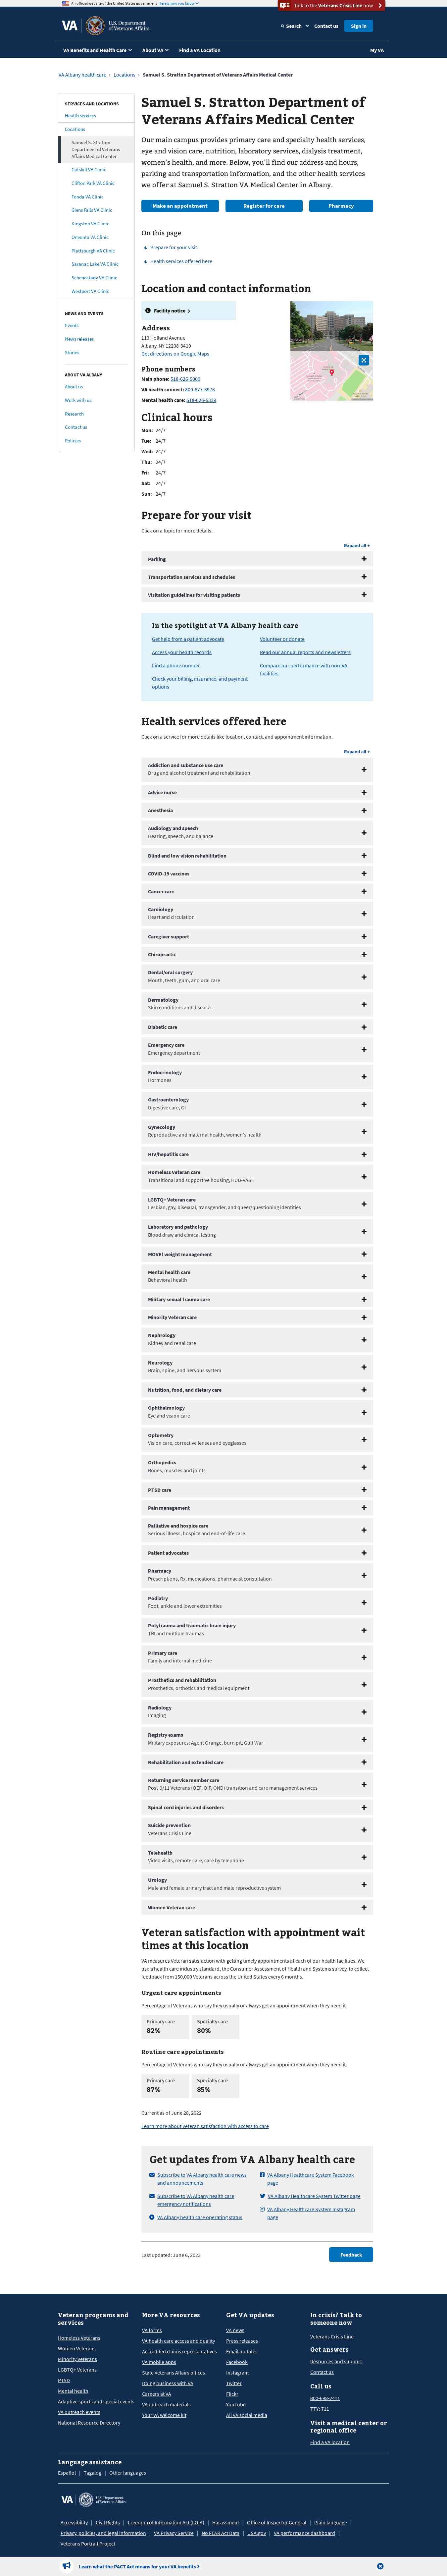 An official website of the United States government Here's how you know
Talk to the Veterans Crisis Line now
VA
U.S. Department of Veterans Affairs
Search
Contact us
Sign in
VA Benefits and Health Care
About VA
Find a VA Location
My VA
VA Albany health care › Locations › Samuel S. Stratton Department of Veterans Affairs Medical Center
SERVICES AND LOCATIONS
Health services
Locations
Samuel S. Stratton
Department of Veterans
Affairs Medical Center
Catskill VA Clinic
Clifton Park VA Clinic
Fonda VA Clinic
Glens Falls VA Clinic
Kingston VA Clinic
Oneonta VA Clinic
Plattsburgh VA Clinic
Saranac Lake VA Clinic
Schenectady VA Clinic
Westport VA Clinic
NEWS AND EVENTS
Events
News releases
Stories
ABOUT VA ALBANY
About us
Work with us
Research
Contact us
Policies
Samuel S. Stratton Department of
Veterans Affairs Medical Center
Our main campus provides primary care and specialty health
services, including audiology, cardiology, mental health care,
eye and vision care, nutrition, laboratory services, dialysis,
women's health, and more. Below, you'll find our address and
hours, parking and transportation information, and the health
services we offer at Samuel S. Stratton VA Medical Center in Albany.
Make an appointment
Register for care
Pharmacy
On this page
Prepare for your visit
Health services offered here
Location and contact information
Facility notice
Address
113 Holland Avenue
Albany, NY 12208-3410
Get directions on Google Maps
Phone numbers
Main phone: 518-626-5000
VA health connect: 800-877-6976
Mental health care: 518-626-5339
Clinical hours
Mon: 24/7
Tue: 24/7
Wed: 24/7
Thu: 24/7
Fri: 24/7
Sat: 24/7
Sun: 24/7
Prepare for your visit
Click on a topic for more details.
Expand all +
Parking
Transportation services and schedules
Visitation guidelines for visiting patients
In the spotlight at VA Albany health care
Get help from a patient advocate
Access your health records
Find a phone number
Check your billing, insurance, and payment
options
Volunteer or donate
Read our annual reports and newsletters
Compare our performance with non-VA
facilities
Health services offered here
Click on a service for more details like location, contact, and appointment information.
Expand all +
Addiction and substance use care
Drug and alcohol treatment and rehabilitation
Advice nurse
Anesthesia
Audiology and speech
Hearing, speech, and balance
Blind and low vision rehabilitation
COVID-19 vaccines
Cancer care
Cardiology
Heart and circulation
Caregiver support
Chiropractic
Dental/oral surgery
Mouth, teeth, gum, and oral care
Dermatology
Skin conditions and diseases
Diabetic care
Emergency care
Emergency department
Endocrinology
Hormones
Gastroenterology
Digestive care, GI
Gynecology
Reproductive and maternal health, women's health
HIV/hepatitis care
Homeless Veteran care
Transitional and supportive housing, HUD-VASH
LGBTQ+ Veteran care
Lesbian, gay, bisexual, transgender, and queer/questioning identities
Laboratory and pathology
Blood draw and clinical testing
MOVE! weight management
Mental health care
Behavioral health
Military sexual trauma care
Minority Veteran care
Nephrology
Kidney and renal care
Neurology
Brain, spine, and nervous system
Nutrition, food, and dietary care
Ophthalmology
Eye and vision care
Optometry
Vision care, corrective lenses and eyeglasses
Orthopedics
Bones, muscles and joints
PTSD care
Pain management
Palliative and hospice care
Serious illness, hospice and end-of-life care
Patient advocates
Pharmacy
Prescriptions, Rx, medications, pharmacist consultation
Podiatry
Foot, ankle and lower extremities
Polytrauma and traumatic brain injury
TBI and multiple traumas
Primary care
Family and internal medicine
Prosthetics and rehabilitation
Prosthetics, orthotics and medical equipment
Radiology
Imaging
Registry exams
Military exposures: Agent Orange, burn pit, Gulf War
Rehabilitation and extended care
Returning service member care
Post-9/11 Veterans (OEF, OIF, OND) transition and care management services
Spinal cord injuries and disorders
Suicide prevention
Veterans Crisis Line
Telehealth
Video visits, remote care, care by telephone
Urology
Male and female urinary tract and male reproductive system
Women Veteran care
Veteran satisfaction with appointment wait
times at this location
VA measures Veteran satisfaction with getting timely appointments at each of our health facilities. We use a
health care industry standard, the Consumer Assessment of Health and Systems survey, to collect
feedback from 150,000 Veterans across the United States every 6 months.
Urgent care appointments
Percentage of Veterans who say they usually or always get an appointment when they need it.
Primary care
82%
Specialty care
80%
Routine care appointments
Percentage of Veterans who say they usually or always get an appointment when they need it.
Primary care
87%
Specialty care
85%
Current as of June 28, 2022
Learn more about Veteran satisfaction with access to care
Get updates from VA Albany health care
Subscribe to VA Albany health care news
and announcements
Subscribe to VA Albany health care
emergency notifications
VA Albany health care operating status
VA Albany Healthcare System Facebook
page
VA Albany Healthcare System Twitter page
VA Albany Healthcare System Instagram
page
Last updated: June 6, 2023
Feedback
Veteran programs and
services
Homeless Veterans
Women Veterans
Minority Veterans
LGBTQ+ Veterans
PTSD
Mental health
Adaptive sports and special events
VA outreach events
National Resource Directory
More VA resources
VA forms
VA health care access and quality
Accredited claims representatives
VA mobile apps
State Veterans Affairs offices
Doing business with VA
Careers at VA
VA outreach materials
Your VA welcome kit
Get VA updates
VA news
Press releases
Email updates
Facebook
Instagram
Twitter
Flickr
YouTube
All VA social media
In crisis? Talk to
someone now
Veterans Crisis Line
Get answers
Resources and support
Contact us
Call us
800-698-2411
TTY: 711
Visit a medical center or
regional office
Find a VA location
Language assistance
Español | Tagalog | Other languages
VA
U.S. Department of Veterans Affairs
Accessibility | Civil Rights | Freedom of Information Act (FOIA) | Harassment | Office of Inspector General | Plain language |
Privacy, policies, and legal information | VA Privacy Service | No FEAR Act Data | USA.gov | VA performance dashboard |
Veterans Portrait Project
Learn what the PACT Act means for your VA benefits